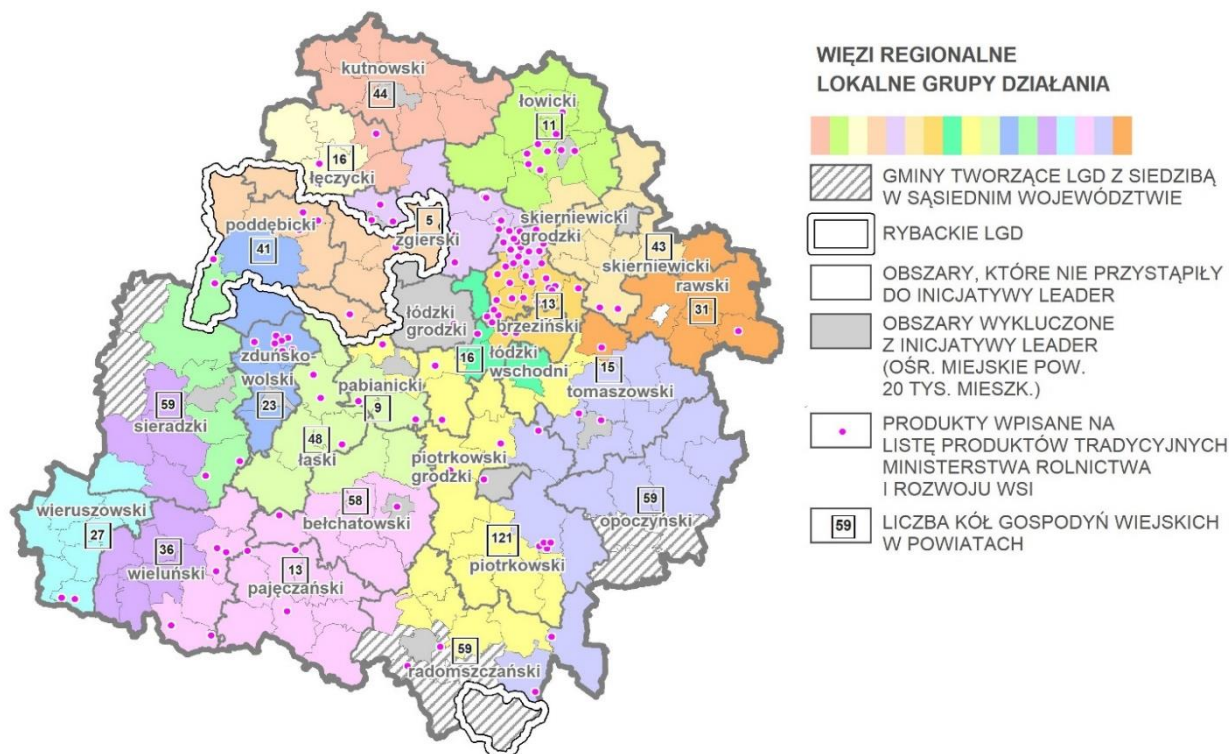 kutnowski
44
łowicki
11
16
łęczycki
poddębicki
41
5
zgierski
skierniewicki
grodzki
43
skierniewicki
rawski
31
łódzki
grodzki
13
brzeziński
16
łódzki
wschodni
15
tomaszowski
zduńsko-
wolski
23
pabianicki
9
59
sieradzki
48
łaski
piotrkowski
grodzki
58
bełchatowski
59
opoczyński
wieruszowski
27
36
wieluński
13
pajęczański
121
piotrkowski
59
radomszczański
WIĘZI REGIONALNE
LOKALNE GRUPY DZIAŁANIA
GMINY TWORZĄCE LGD Z SIEDZIBĄ
W SĄSIEDNIM WOJEWÓDZTWIE
RYBACKIE LGD
OBSZARY, KTÓRE NIE PRZYSTĄPIŁY
DO INICJATYWY LEADER
OBSZARY WYKLUCZONE
Z INICJATYWY LEADER
(OŚR. MIEJSKIE POW.
20 TYS. MIESZK.)
PRODUKTY WPISANE NA
LISTĘ PRODUKTÓW TRADYCYJNYCH
MINISTERSTWA ROLNICTWA
I ROZWOJU WSI
59
LICZBA KÓŁ GOSPODYŃ WIEJSKICH
W POWIATACH